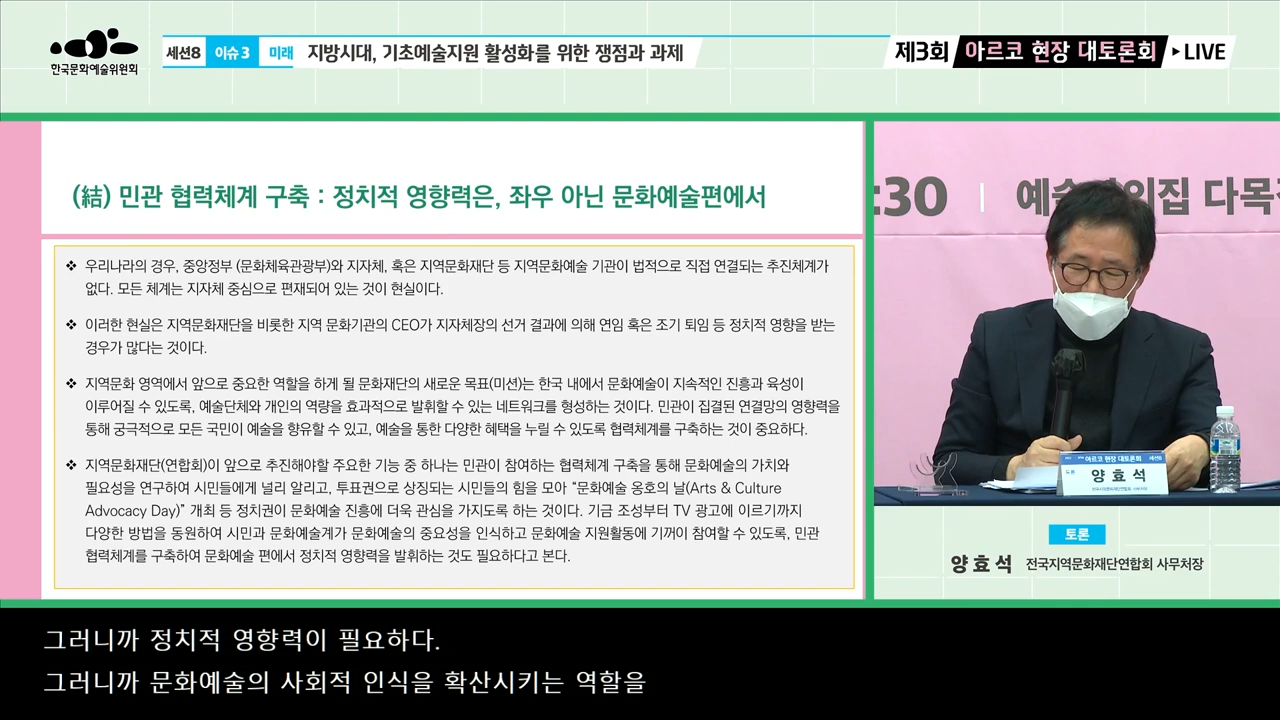 한국문화예술위원회
세션8 이슈 3 미래 지방시대, 기초예술지원 활성화를 위한 쟁점과 과제
제3회 아르코 현장 대토론회 ▶ LIVE
(結) 민관 협력체계 구축 : 정치적 영향력은, 좌우 아닌 문화예술편에서
❖ 우리나라의 경우, 중앙정부 (문화체육관광부)와 지자체, 혹은 지역문화재단 등 지역문화예술 기관이 법적으로 직접 연결되는 추진체계가
없다. 모든 체계는 지자체 중심으로 편재되어 있는 것이 현실이다.
❖ 이러한 현실은 지역문화재단을 비롯한 지역 문화기관의 CEO가 지자체장의 선거 결과에 의해 연임 혹은 조기 퇴임 등 정치적 영향을 받는
경우가 많다는 것이다.
❖ 지역문화 영역에서 앞으로 중요한 역할을 하게 될 문화재단의 새로운 목표(미션)는 한국 내에서 문화예술이 지속적인 진흥과 육성이
이루어질 수 있도록, 예술단체와 개인의 역량을 효과적으로 발휘할 수 있는 네트워크를 형성하는 것이다. 민관이 집결된 연결망의 영향력을
통해 궁극적으로 모든 국민이 예술을 향유할 수 있고, 예술을 통한 다양한 혜택을 누릴 수 있도록 협력체계를 구축하는 것이 중요하다.
❖ 지역문화재단(연합회)이 앞으로 추진해야할 주요한 역할 중 하나는 민관이 참여하는 협력체계 구축을 통해 문화예술의 가치와
필요성을 연구하여 시민들에게 널리 알리고, 투표권으로 행사되는 시민들의 힘을 모아 "문화예술 옹호의 날(Arts & Culture
Advocacy Day)" 개최 등 정치권이 문화예술 진흥에 더욱 관심을 가지도록 하는 것이다. 기금 조성부터 TV 광고에 이르기까지
다양한 방법을 동원하여 시민과 문화예술계가 문화예술의 중요성을 인식하고 문화예술 지원활동에 기꺼이 참여할 수 있도록, 민관
협력체계를 구축하여 문화예술 편에서 정치적 영향력을 발휘하는 것도 필요하다고 본다.
:30 예술 다목
아르코 현장 대토론회 세션8
토론
양효석
토론
양효석 전국지역문화재단연합회 사무처장
그러니까 정치적 영향력이 필요하다.
그러니까 문화예술의 사회적 인식을 확산시키는 역할을